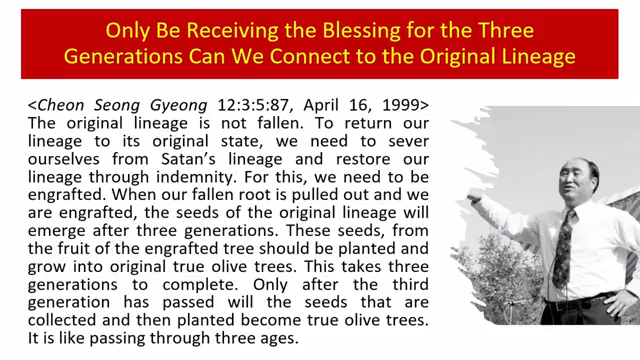 Only Be Receiving the Blessing for the Three
Generations Can We Connect to the Original Lineage
<Cheon Seong Gyeong 12:3:5:87, April 16, 1999>
The original lineage is not fallen. To return our
lineage to its original state, we need to sever
ourselves from Satan’s lineage and restore our
lineage through indemnity. For this, we need to be
engrafted. When our fallen root is pulled out and we
are engrafted, the seeds of the original lineage will
emerge after three generations. These seeds, from
the fruit of the engrafted tree should be planted and
grow into original true olive trees. This takes three
generations to complete. Only after the third
generation has passed will the seeds that are
collected and then planted become true olive trees.
It is like passing through three ages.